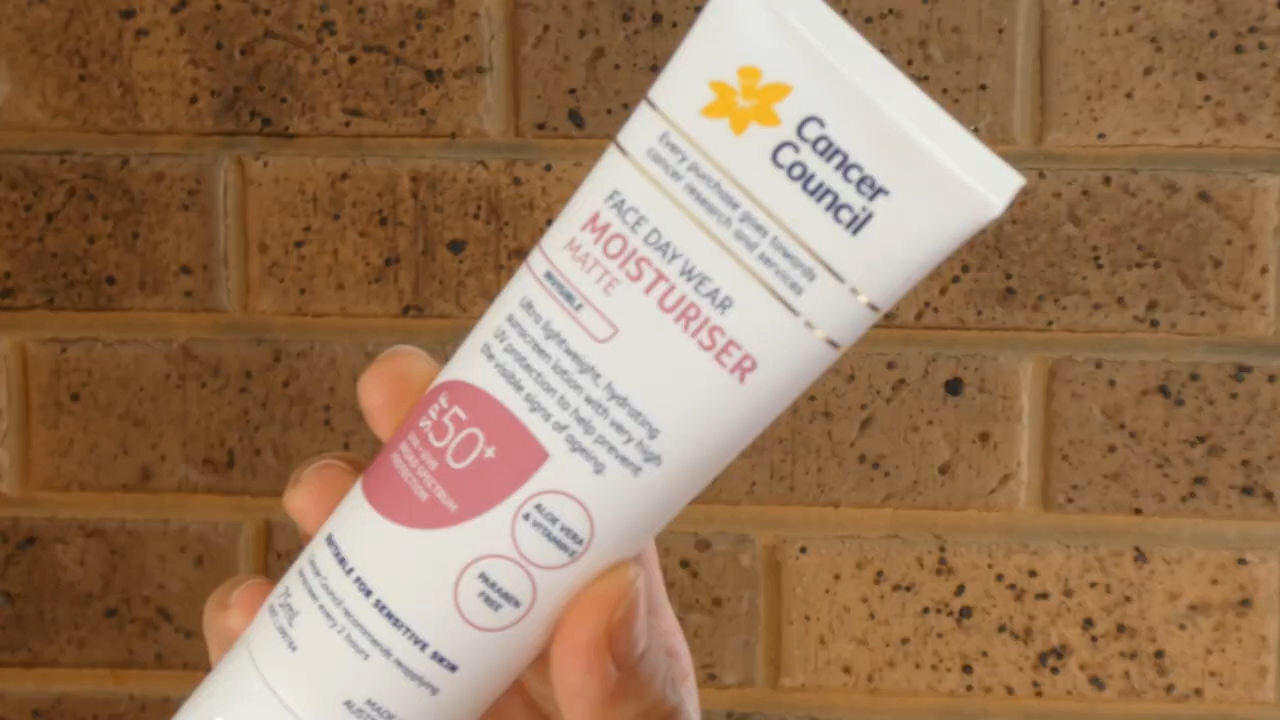 Cancer
Council
Every purchase goes towards
cancer research and services
FACE DAY WEAR
MOISTURISER
MATTE
INVISIBLE
Ultra lightweight, hydrating
sunscreen lotion with very high
UV protection to help prevent
the visible signs of ageing.
SPF
50+
UVA + UVB
BROAD SPECTRUM
PROTECTION
ALOE VERA
& VITAMIN E
PARABEN
FREE
SUITABLE FOR SENSITIVE SKIN
Cancer Council recommends reapplying
sunscreen every 2 hours
75mL
MADE